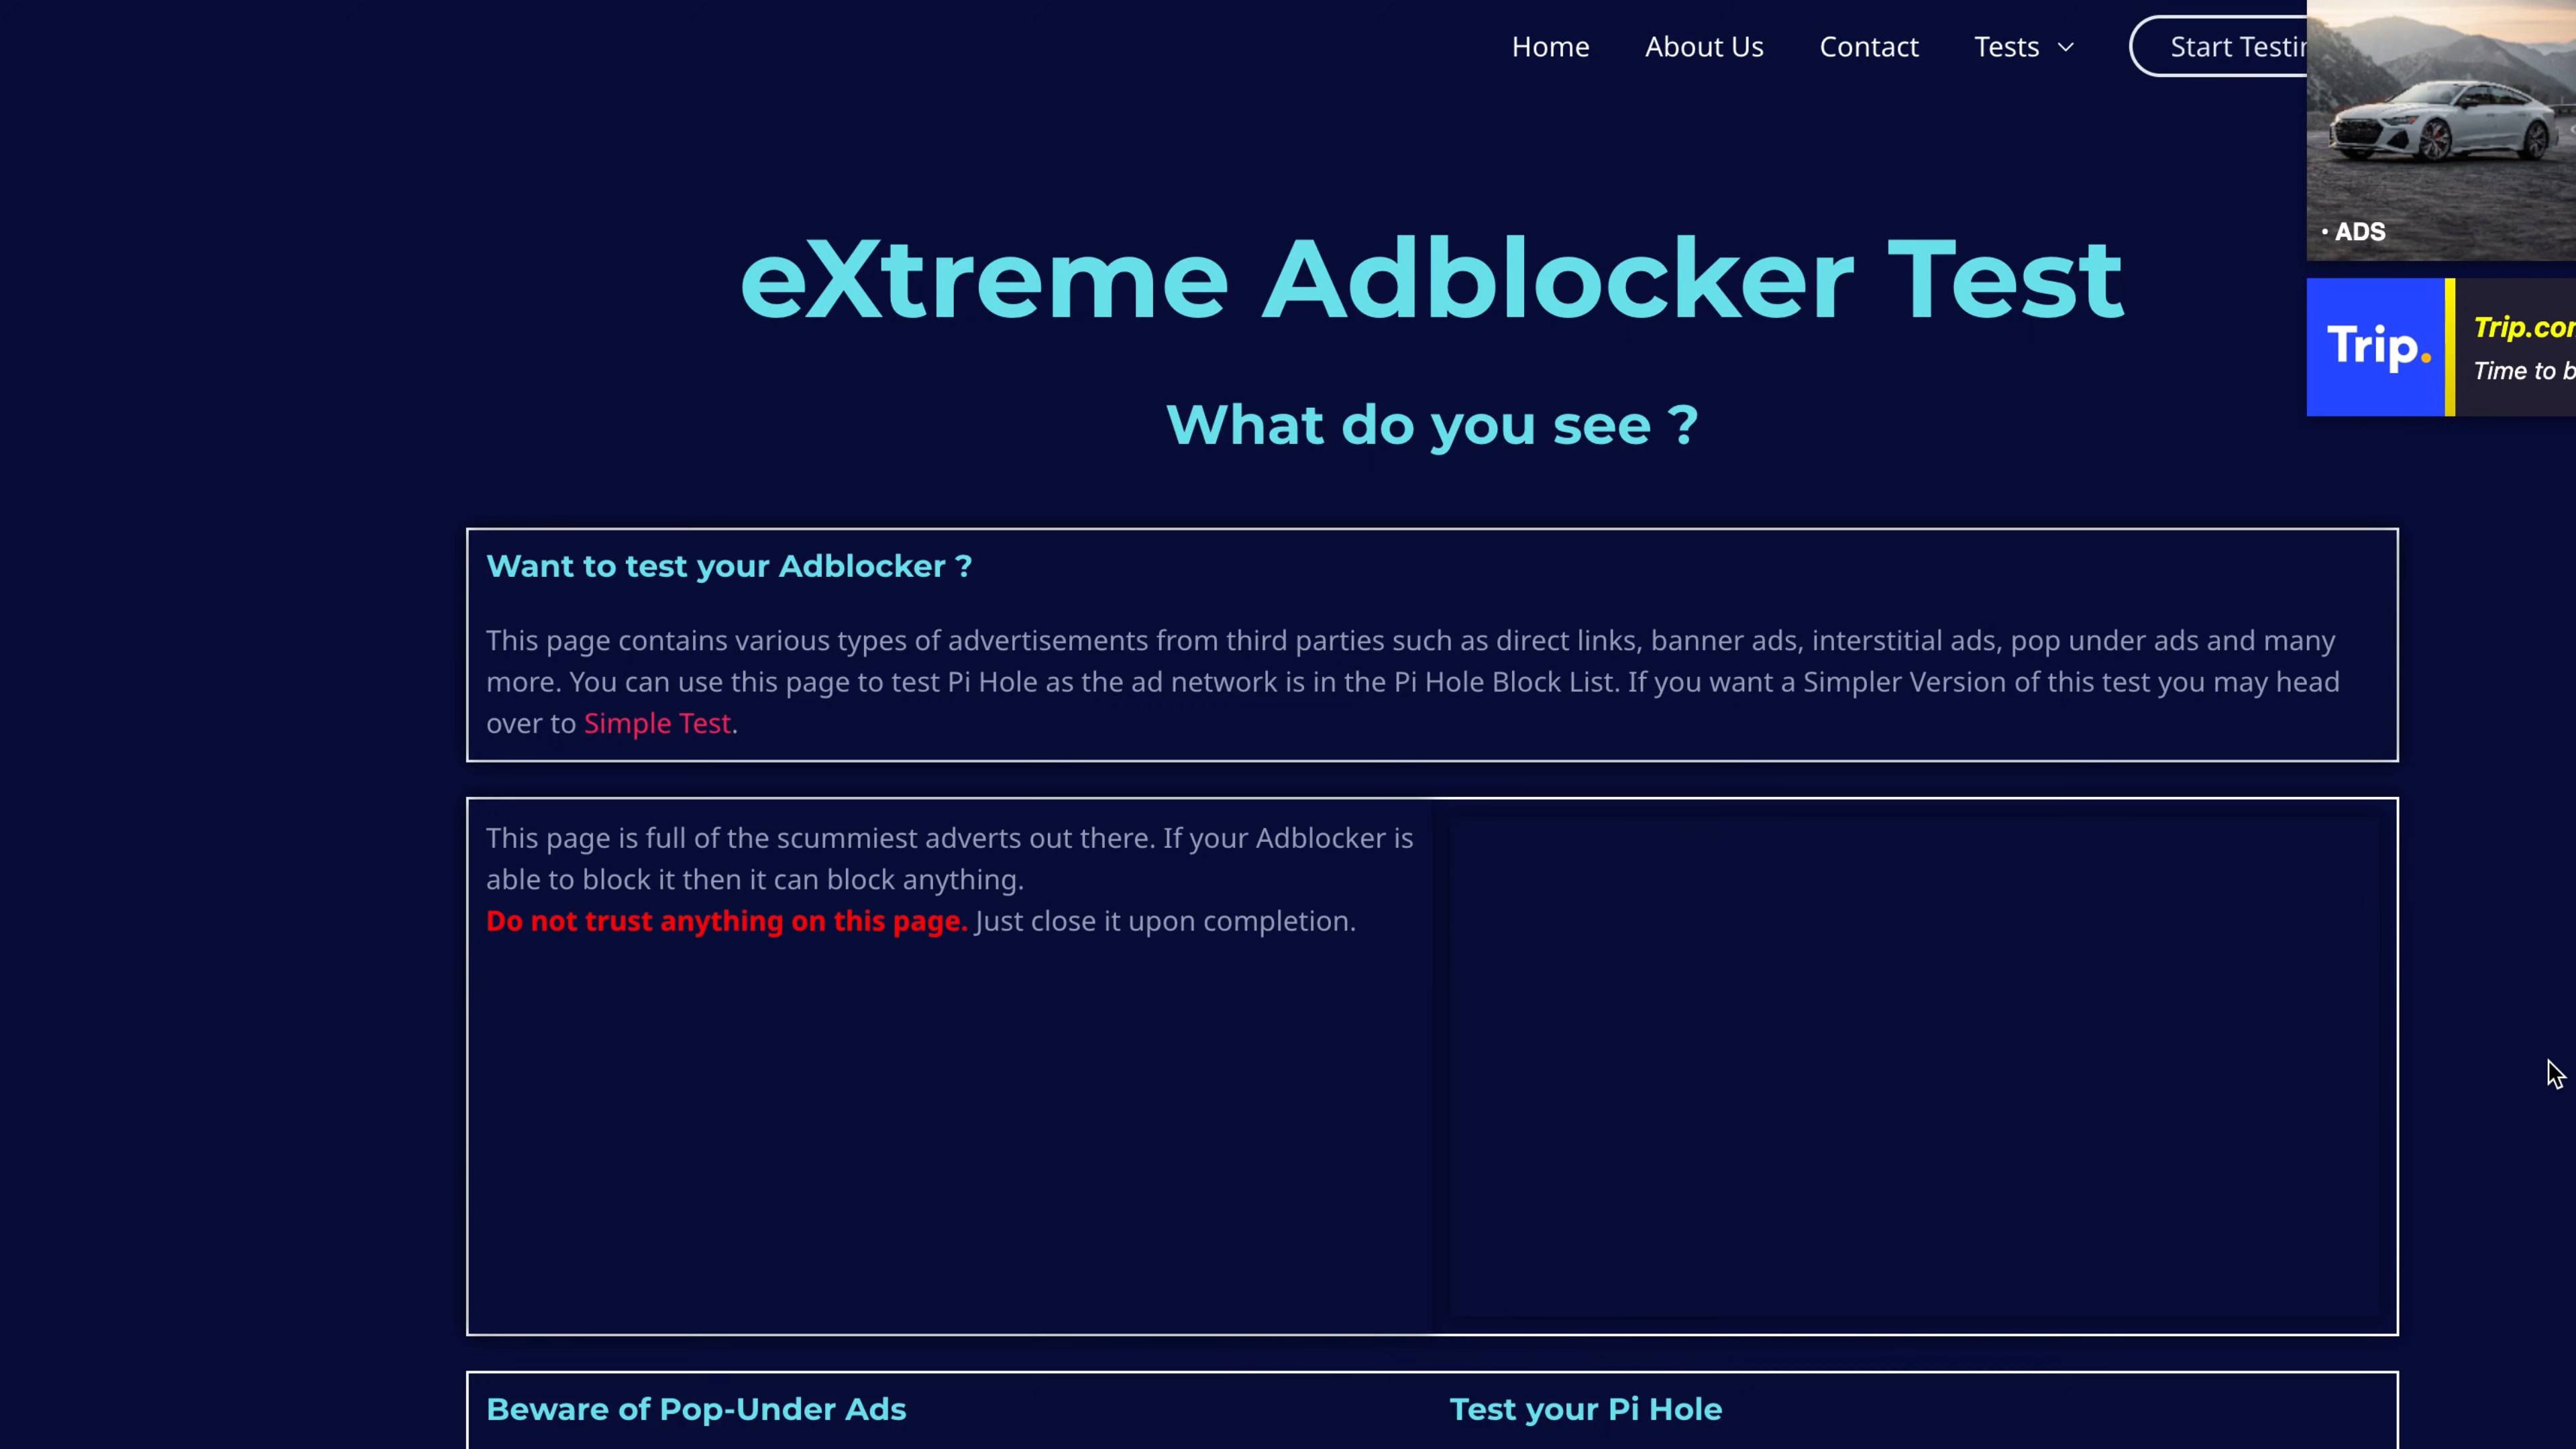 Home About Us Contact Tests Start Testin
• ADS
eXtreme Adblocker Test
Trip. Trip.com
Time to b
What do you see ?
Want to test your Adblocker ?
This page contains various types of advertisements from third parties such as direct links, banner ads, interstitial ads, pop under ads and many
more. You can use this page to test Pi Hole as the ad network is in the Pi Hole Block List. If you want a Simpler Version of this test you may head
over to Simple Test.
This page is full of the scummiest adverts out there. If your Adblocker is
able to block it then it can block anything.
Do not trust anything on this page. Just close it upon completion.
Beware of Pop-Under Ads
Test your Pi Hole